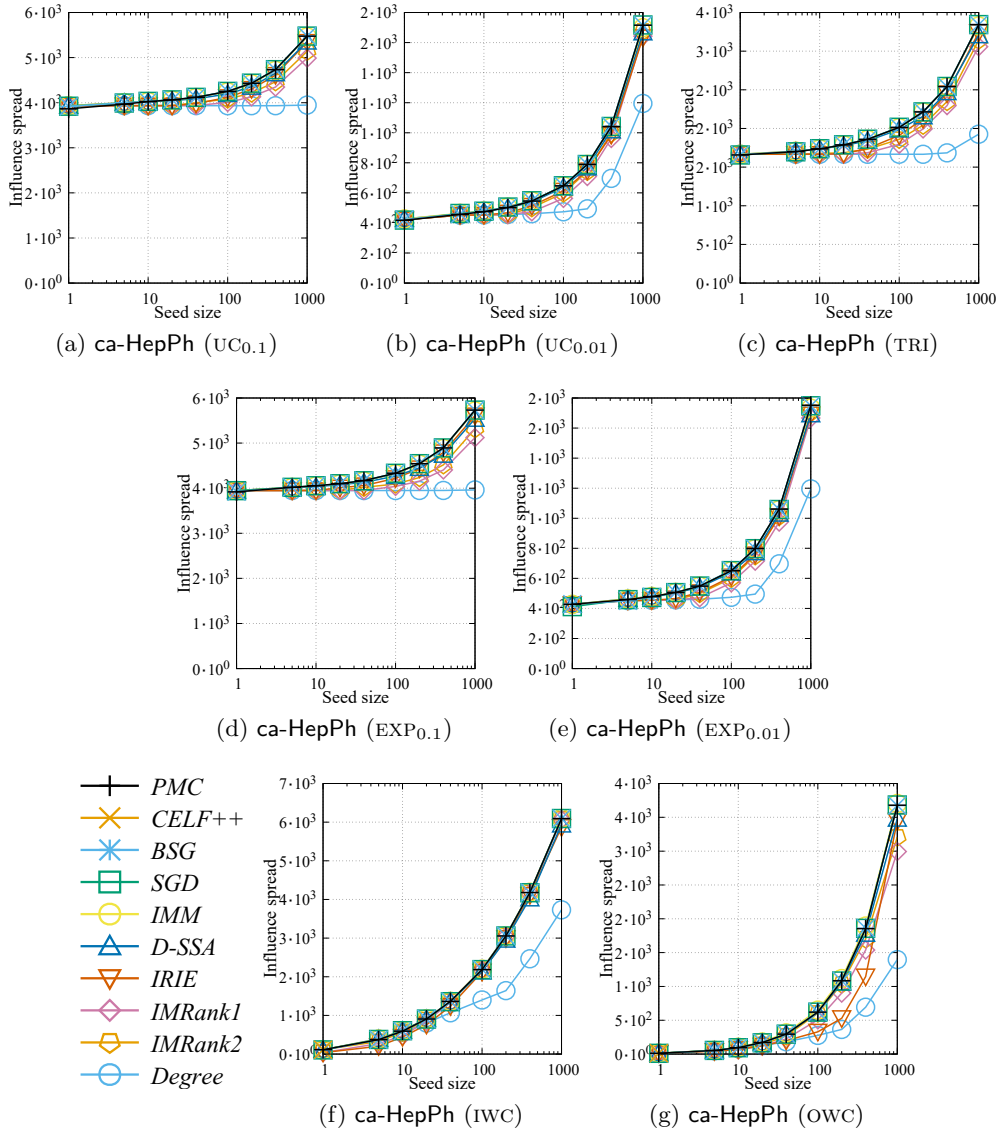 6·10³
5·10³
4·10³
3·10³
2·10³
1·10³
0·10⁰
Influence spread
1 10 100 1000
Seed size
(a) ca-HepPh (UC0.1)
2·10³
2·10³
1·10³
1·10³
1·10³
8·10²
6·10²
4·10²
2·10²
0·10⁰
Influence spread
1 10 100 1000
Seed size
(b) ca-HepPh (UC0.01)
4·10³
3·10³
2·10³
2·10³
2·10³
1·10³
5·10²
0·10⁰
Influence spread
1 10 100 1000
Seed size
(c) ca-HepPh (TRI)
6·10³
5·10³
4·10³
3·10³
2·10³
1·10³
0·10⁰
Influence spread
1 10 100 1000
Seed size
(d) ca-HepPh (EXP0.1)
2·10³
2·10³
1·10³
1·10³
1·10³
8·10²
6·10²
4·10²
2·10²
0·10⁰
Influence spread
1 10 100 1000
Seed size
(e) ca-HepPh (EXP0.01)
PMC
CELF++
BSG
SGD
IMM
D-SSA
IRIE
IMRank1
IMRank2
Degree
7·10³
6·10³
5·10³
4·10³
3·10³
2·10³
1·10³
0·10⁰
Influence spread
1 10 100 1000
Seed size
(f) ca-HepPh (IWC)
4·10³
3·10³
2·10³
2·10³
2·10³
1·10³
5·10²
0·10⁰
Influence spread
1 10 100 1000
Seed size
(g) ca-HepPh (OWC)